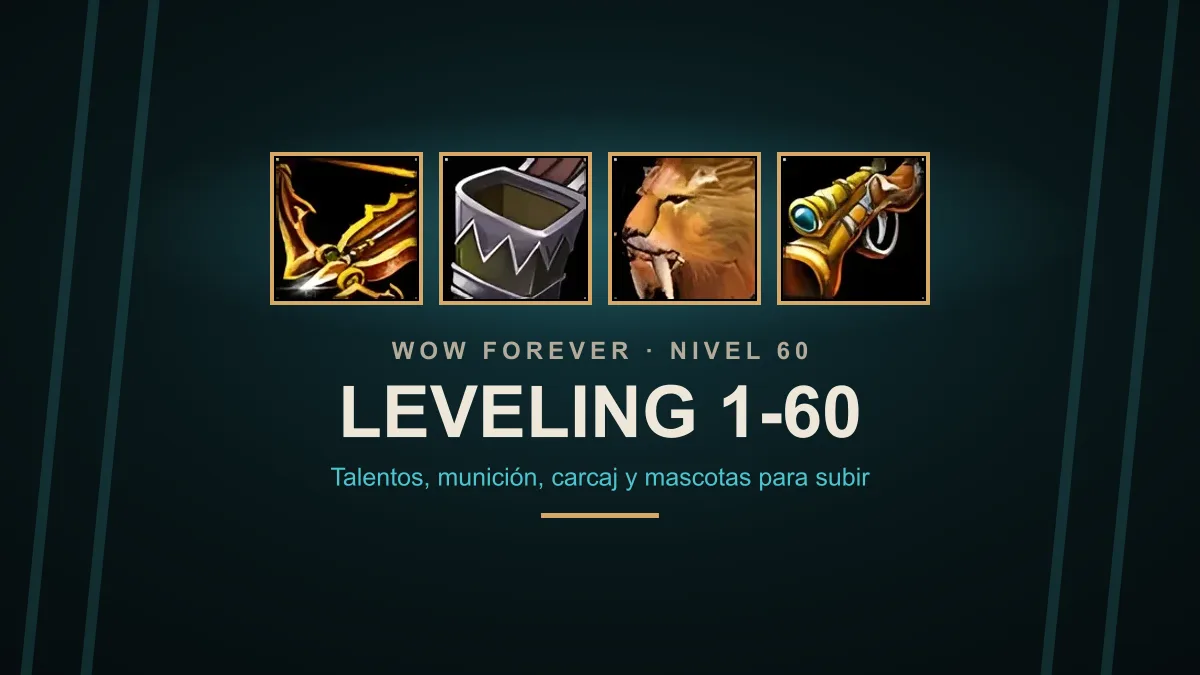 WOW FOREVER · NIVEL 60
LEVELING 1-60
Talentos, munición, carcaj y mascotas para subir